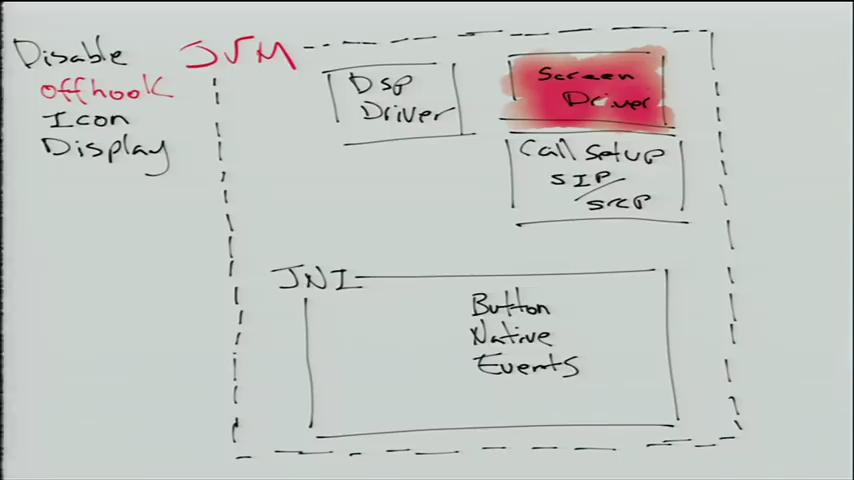 Disable
offhook
Icon
Display
JVM
DSP
Driver
Screen
Driver
Call Setup
SIP/
SCCP
JNI
Button
Native
Events